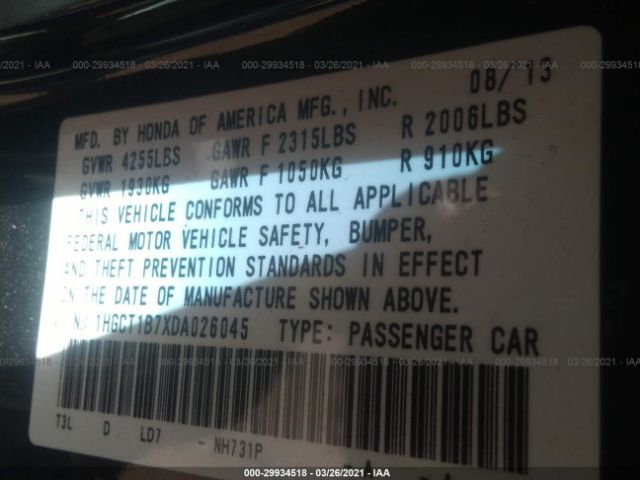 000-29934518 | 03/26/2021 - IAA
08/13
MFD. BY HONDA OF AMERICA MFG., INC.
GVWR 4255LBS GAWR F 2315LBS R 2006LBS
GVWR 1930KG GAWR F 1050KG R 910KG
THIS VEHICLE CONFORMS TO ALL APPLICABLE
FEDERAL MOTOR VEHICLE SAFETY, BUMPER,
AND THEFT PREVENTION STANDARDS IN EFFECT
ON THE DATE OF MANUFACTURE SHOWN ABOVE.
1HGCT1B7XDA026045 TYPE: PASSENGER CAR
T3L D LD7 - NH731P
000-29934518 | 03/26/2021 - IAA